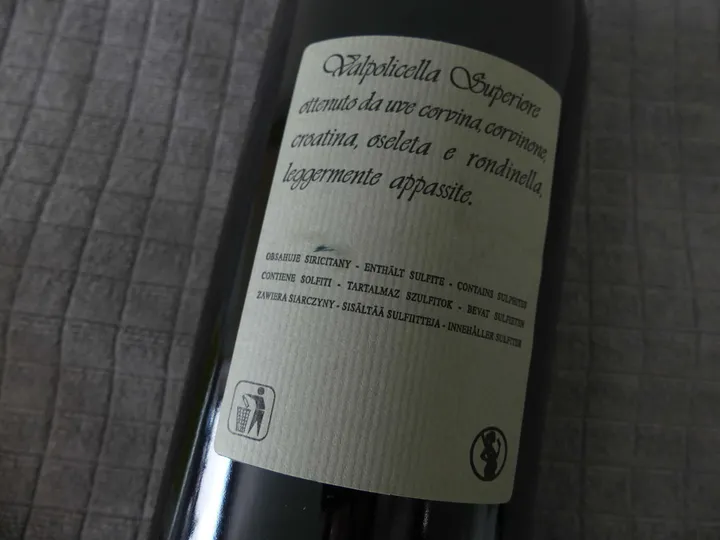 Valpolicella Superiore
ottenuto da uve corvina, corvinone,
croatina, oseleta e rondinella,
leggermente appassite.
OBSAHUJE SIRICITANY - ENTHÄLT SULFITE - CONTAINS SULPHITES
CONTIENE SOLFITI - TARTALMAZ SZULFITOK - BEVAT SULFIETEN
ZAWIERA SIARCZYNY - SISÄLTÄÄ SULFIITTEJA - INNEHÅLLER SULFITER